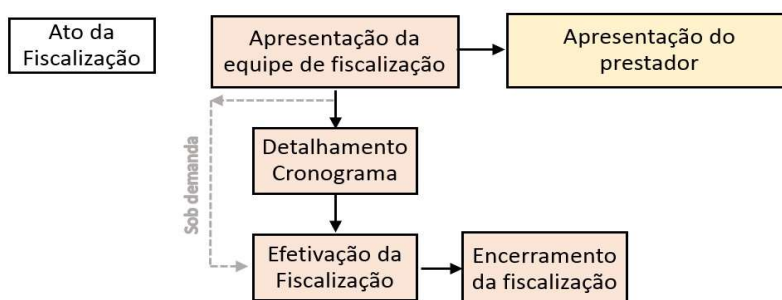 Ato da
Fiscalização
Apresentação da
equipe de fiscalização
Apresentação do
prestador
Sob demanda
Detalhamento
Cronograma
Efetivação da
Fiscalização
Encerramento
da fiscalização